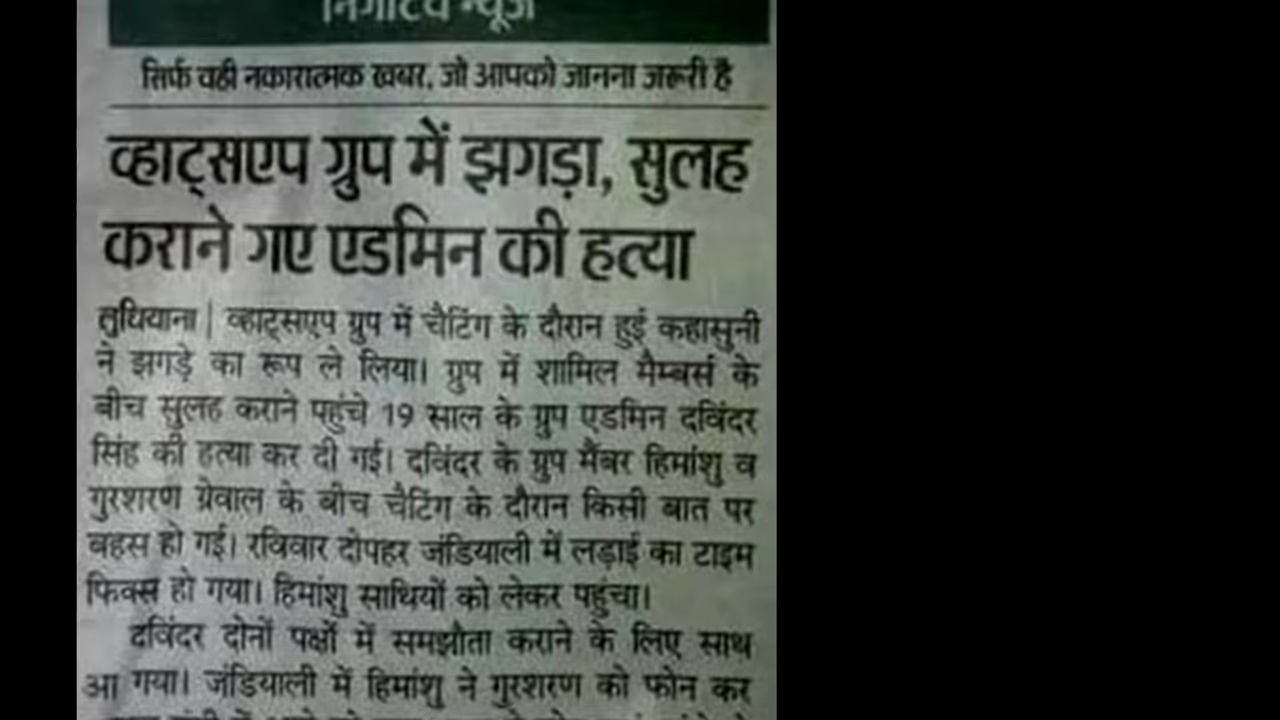 निगेटिव न्यूज
सिर्फ वही नकारात्मक खबर, जो आपको जानना जरूरी है
व्हाट्सएप ग्रुप में झगड़ा, सुलह
कराने गए एडमिन की हत्या
लुधियाना | व्हाट्सएप ग्रुप में चैटिंग के दौरान हुई कहासुनी
ने झगड़े का रूप ले लिया। ग्रुप में शामिल मैम्बर्स के
बीच सुलह कराने पहुंचे 19 साल के ग्रुप एडमिन दविंदर
सिंह की हत्या कर दी गई। दविंदर के ग्रुप मैंबर हिमांशु व
गुरशरण ग्रेवाल के बीच चैटिंग के दौरान किसी बात पर
बहस हो गई। रविवार दोपहर जंडियाली में लड़ाई का टाइम
फिक्स हो गया। हिमांशु साथियों को लेकर पहुंचा।
दविंदर दोनों पक्षों में समझौता कराने के लिए साथ
आ गया। जंडियाली में हिमांशु ने गुरशरण को फोन कर